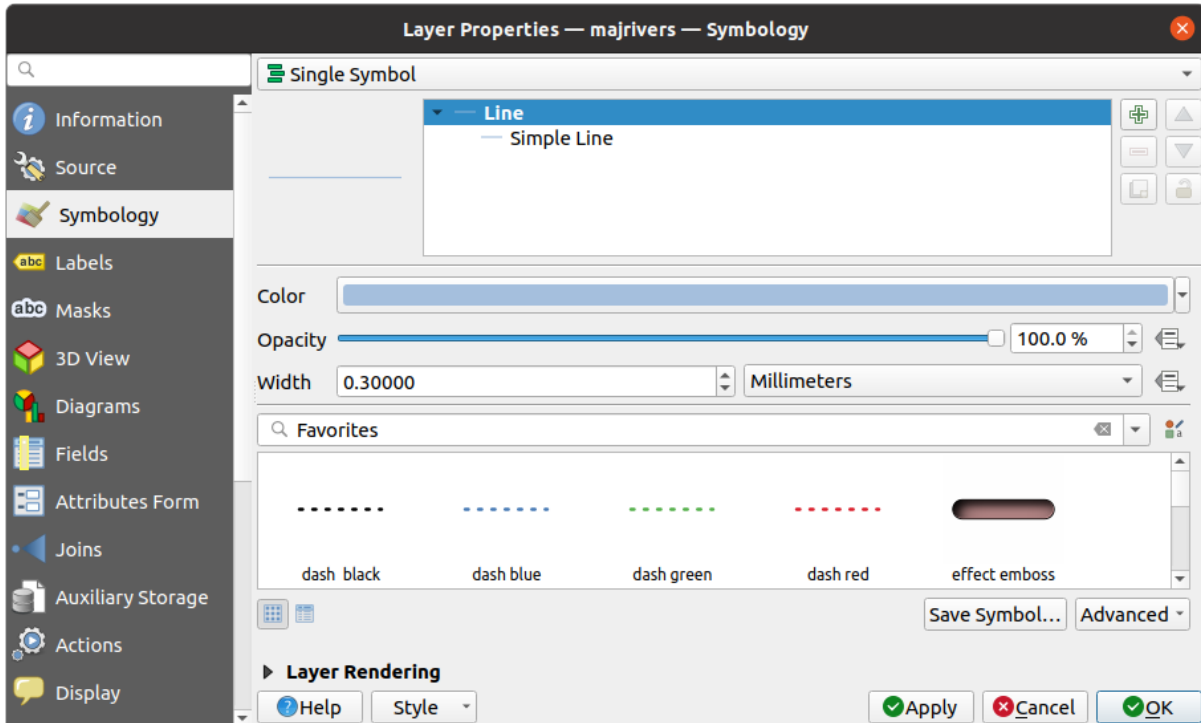 Layer Properties — majrivers — Symbology
Single Symbol
Information
Source
Symbology
abc Labels
abc Masks
3D View
Diagrams
Fields
Attributes Form
Joins
Auxiliary Storage
Actions
Display
Line
Simple Line
Color
Opacity
100.0 %
Width
0.30000
Millimeters
Favorites
a
dash black
dash blue
dash green
dash red
effect emboss
Save Symbol...
Advanced
Layer Rendering
Help
Style
Apply
Cancel
OK